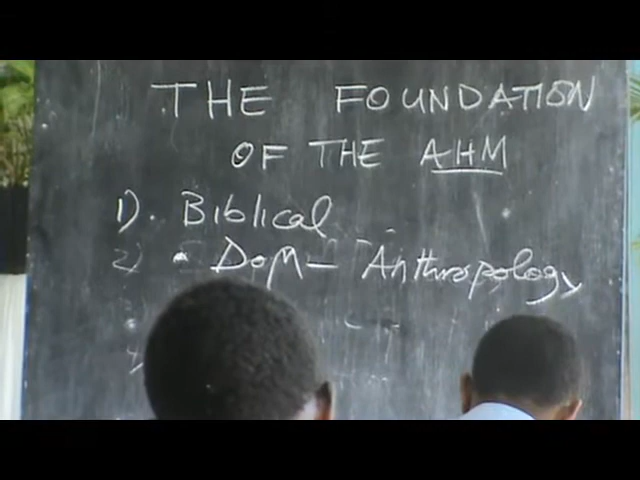 THE FOUNDATION
OF THE AHM
1). Biblical
2) - DoM - Anthropology